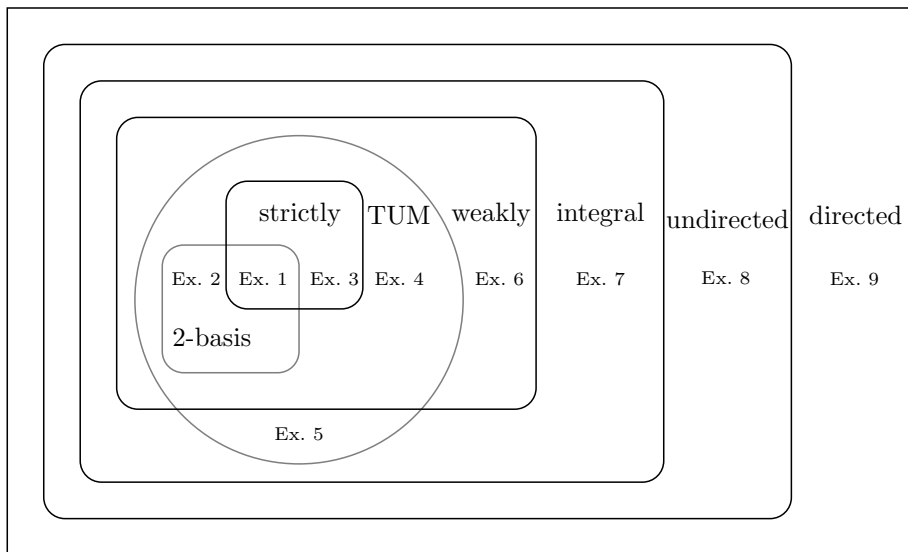 strictly TUM weakly integral undirected directed
Ex. 2 Ex. 1 Ex. 3 Ex. 4 Ex. 6 Ex. 7 Ex. 8 Ex. 9
2-basis
Ex. 5